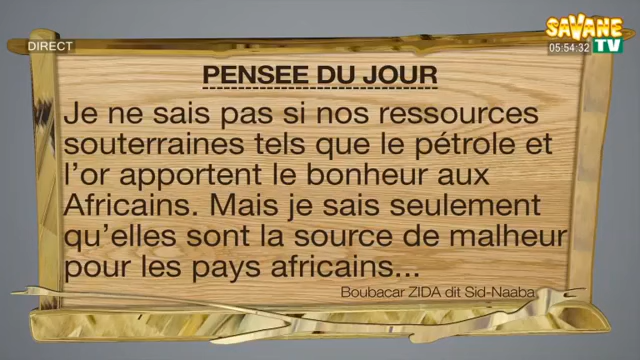 DIRECT
SAVANE
TV
05:54:32
PENSEE DU JOUR
Je ne sais pas si nos ressources
souterraines tels que le pétrole et
l'or apportent le bonheur aux
Africains. Mais je sais seulement
qu'elles sont la source de malheur
pour les pays africains...
Boubacar ZIDA dit Sid-Naaba